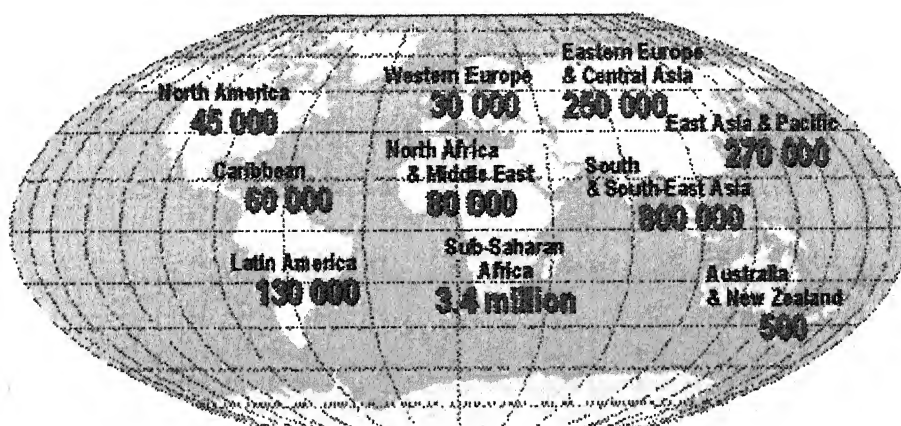 Eastern Europe
& Central Asia
250 000
Western Europe
30 000
North America
45 000
East Asia & Pacific
270 000
North Africa
& Middle East
80 000
South
& South-East Asia
800 000
Caribbean
60 000
Sub-Saharan
Africa
3.4 million
Latin America
130 000
Australia
& New Zealand
500